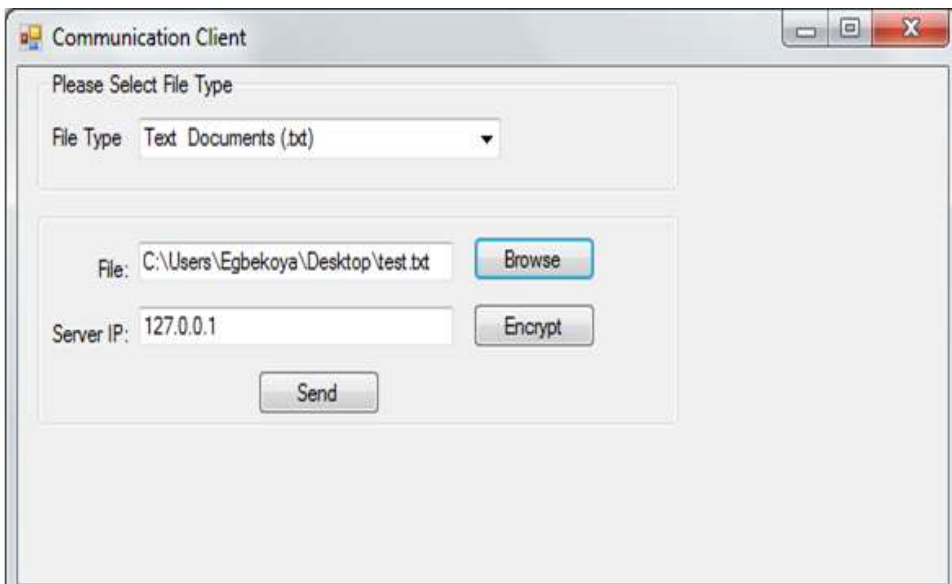 Communication Client
Please Select File Type
File Type Text Documents (.txt)
File: C:\Users\Egbekoya\Desktop\test.txt Browse
Server IP: 127.0.0.1 Encrypt
Send